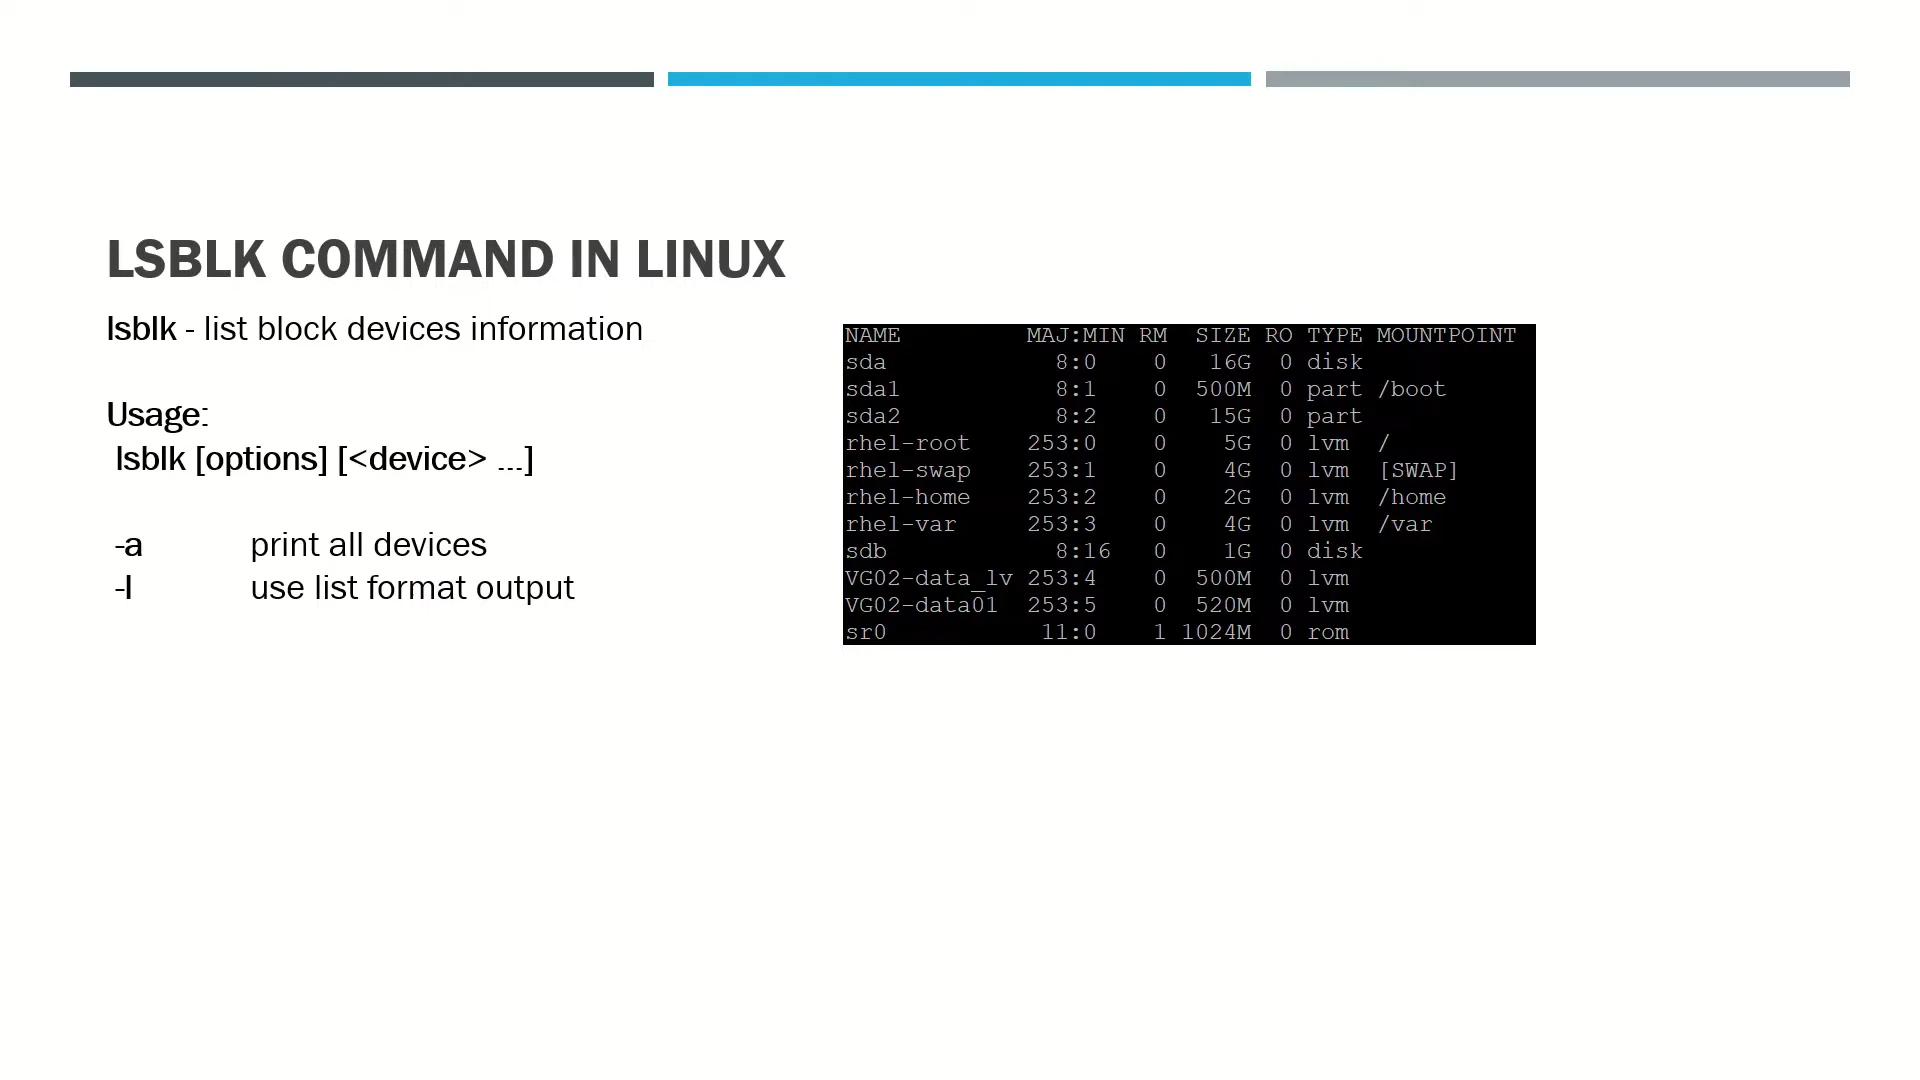 LSBLK COMMAND IN LINUX
lsblk - list block devices information
Usage:
lsblk [options] [<device> ...]
-a print all devices
-l use list format output
NAME MAJ:MIN RM SIZE RO TYPE MOUNTPOINT
sda 8:0 0 16G 0 disk
sda1 8:1 0 500M 0 part /boot
sda2 8:2 0 15G 0 part
rhel-root 253:0 0 5G 0 lvm /
rhel-swap 253:1 0 4G 0 lvm [SWAP]
rhel-home 253:2 0 2G 0 lvm /home
rhel-var 253:3 0 4G 0 lvm /var
sdb 8:16 0 1G 0 disk
VG02-data_lv 253:4 0 500M 0 lvm
VG02-data01 253:5 0 520M 0 lvm
sr0 11:0 1 1024M 0 rom